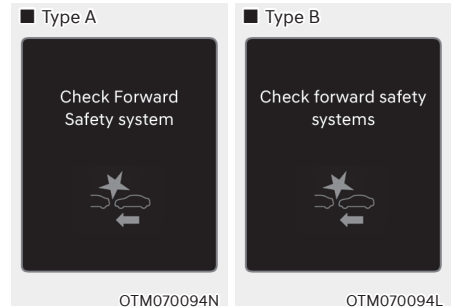 ■ Type A
Check Forward
Safety system
OTM070094N
■ Type B
Check forward safety
systems
OTM070094L